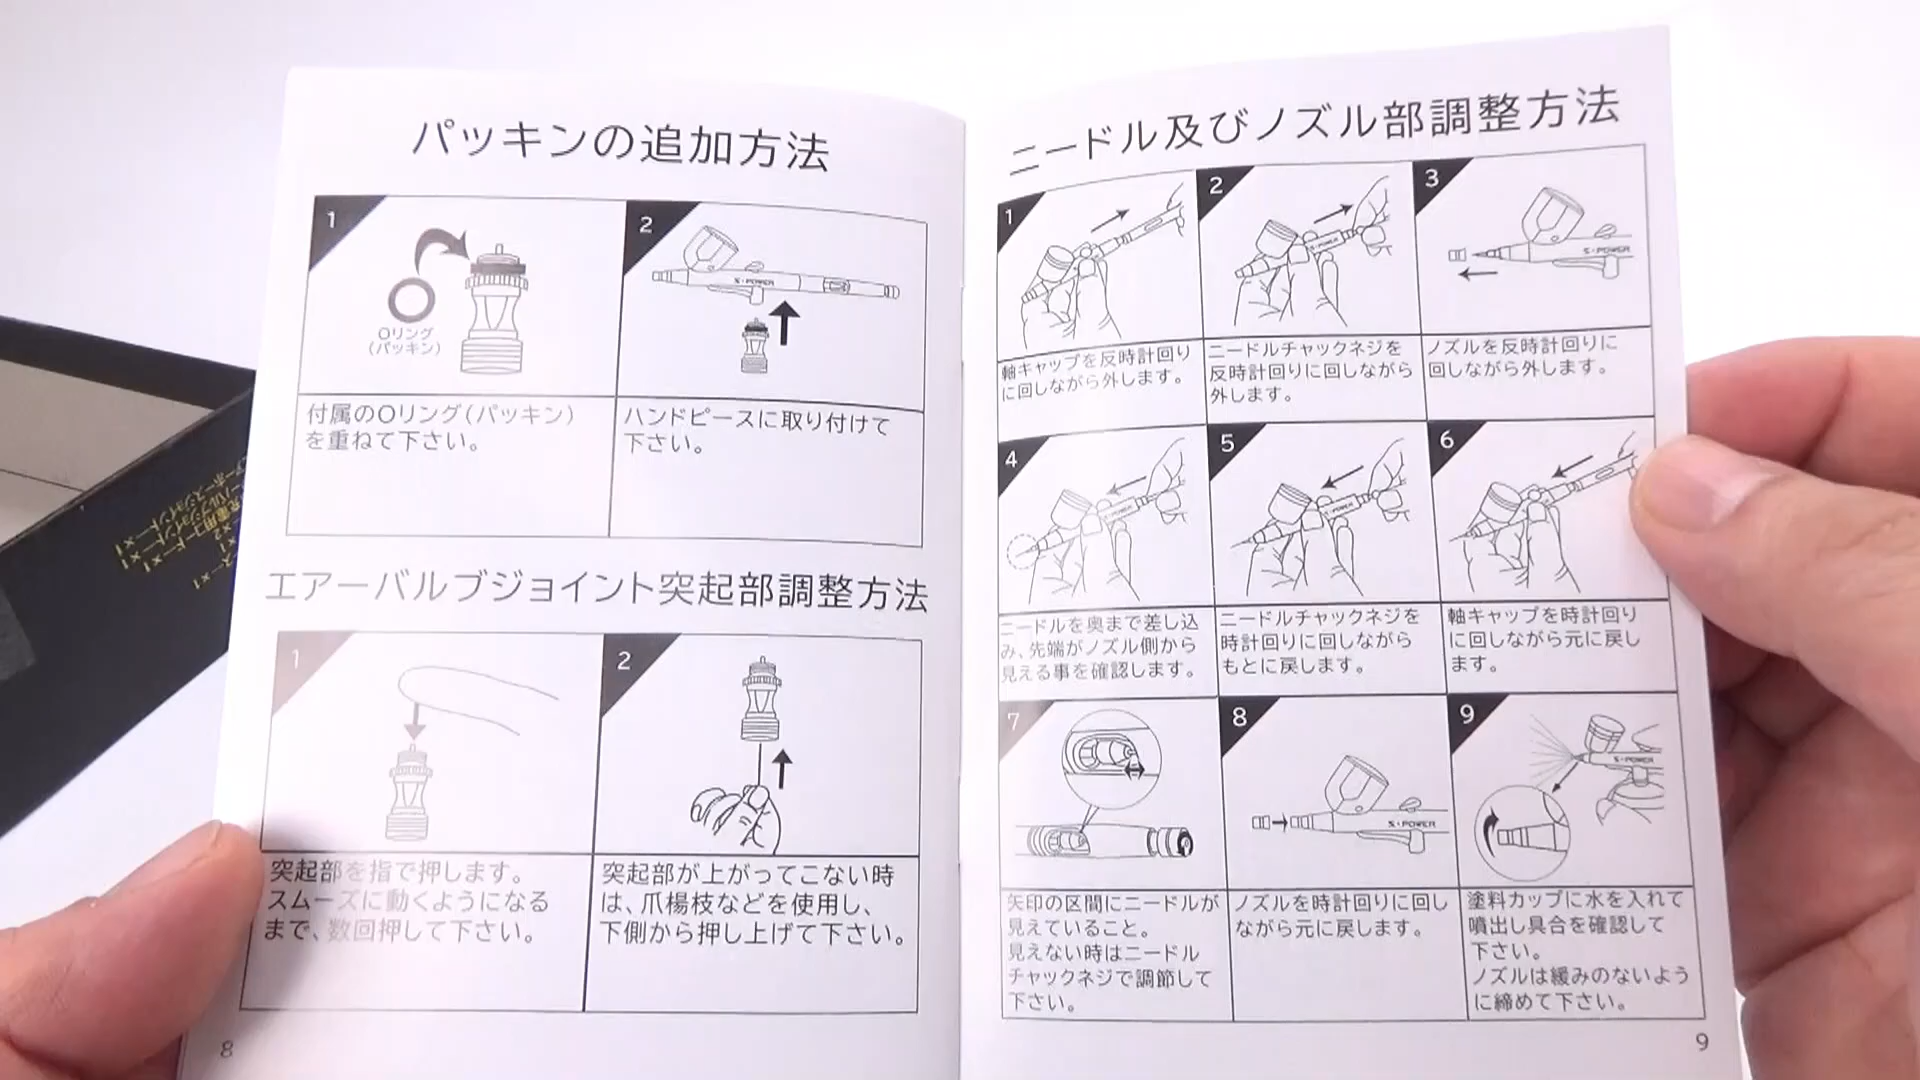 パッキンの追加方法
1
Oリング
(パッキン)
付属のOリング(パッキン)
を重ねて下さい。
2
S・POWER
ハンドピースに取り付けて
下さい。
エアーバルブジョイント突起部調整方法
1
突起部を指で押します。
スムーズに動くようになる
まで、数回押して下さい。
2
突起部が上がってこない時
は、爪楊枝などを使用し、
下側から押し上げて下さい。
8
ニードル及びノズル部調整方法
1
軸キャップを反時計回り
に回しながら外します。
2
S・POWER
ニードルチャックネジを
反時計回りに回しながら
外します。
3
S・POWER
ノズルを反時計回りに
回しながら外します。
4
S・POWER
ニードルを奥まで差し込
み、先端がノズル側から
見える事を確認します。
5
S・POWER
ニードルチャックネジを
時計回りに回しながら
もとに戻します。
6
軸キャップを時計回り
に回しながら元に戻し
ます。
7
矢印の区間にニードルが
見えていること。
見えない時はニードル
チャックネジで調節して
下さい。
8
S・POWER
ノズルを時計回りに回し
ながら元に戻します。
9
S・POWER
塗料カップに水を入れて
噴出し具合を確認して
下さい。
ノズルは緩みのないよう
に締めて下さい。
9